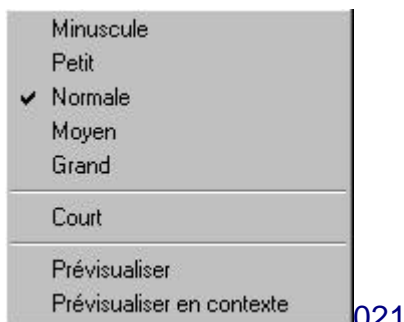 Minuscule
Petit
Normale
Moyen
Grand
Court
Prévisualiser
Prévisualiser en contexte
021